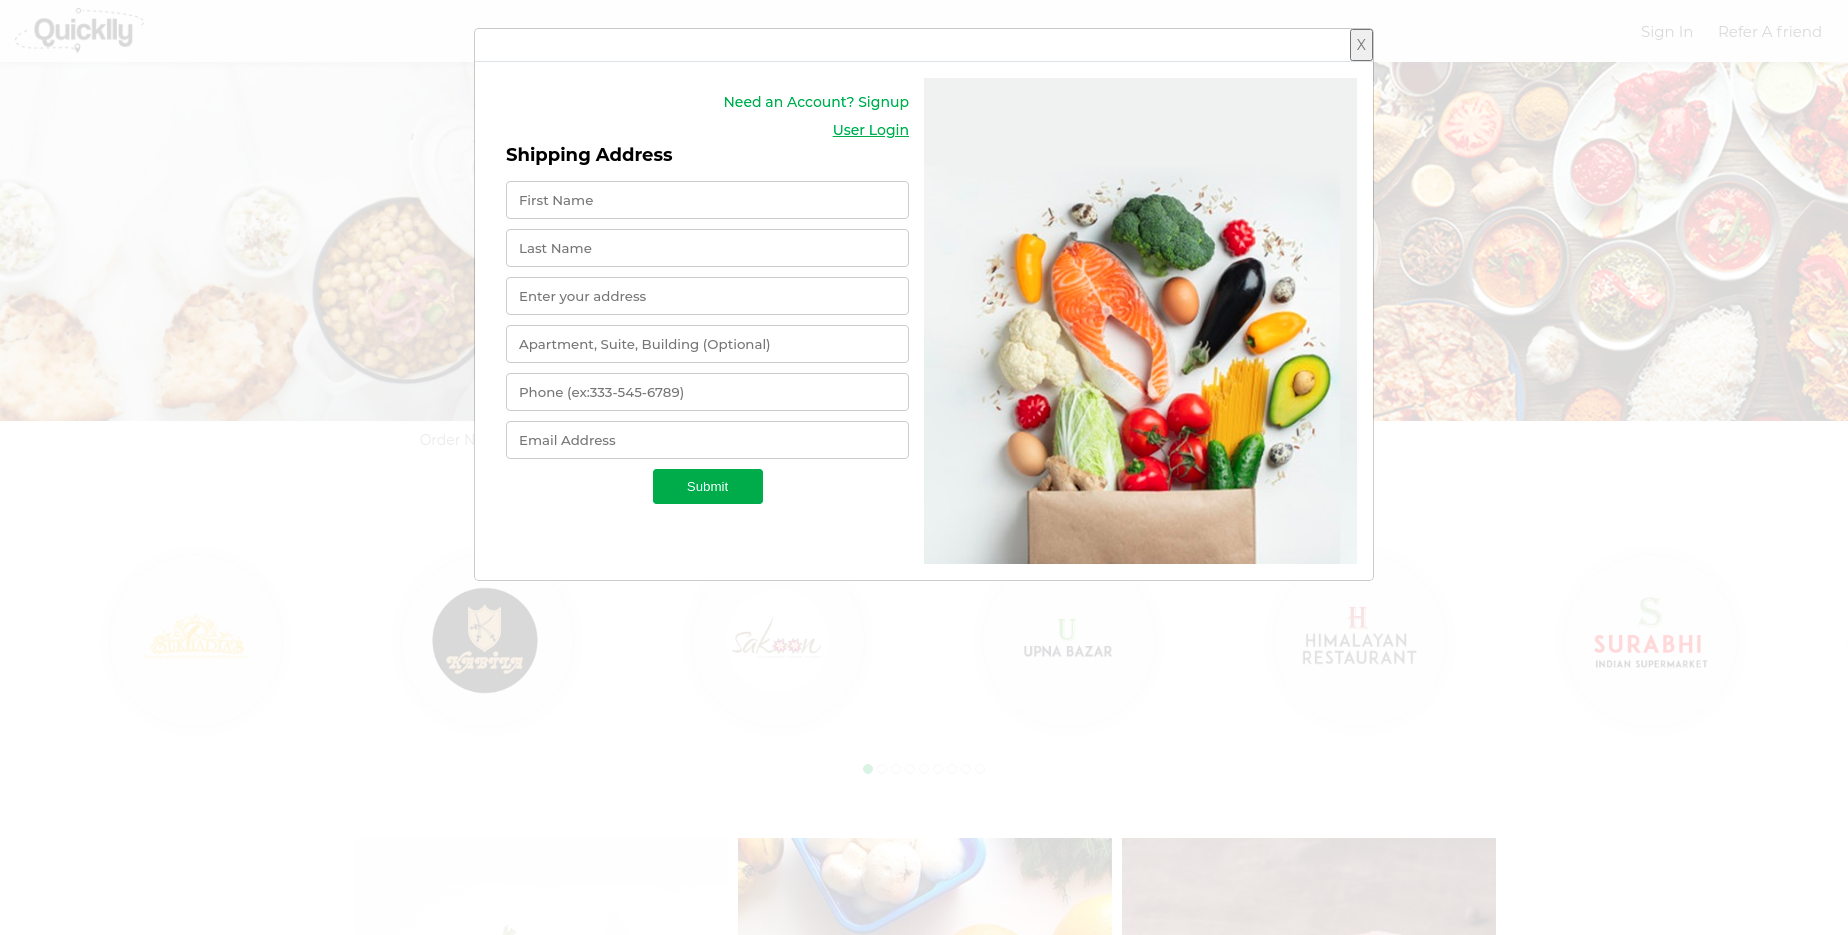 Quicklly
Sign In
Refer A friend
X
Need an Account? Signup
User Login
Shipping Address
First Name
Last Name
Enter your address
Apartment, Suite, Building (Optional)
Phone (ex:333-545-6789)
Email Address
Submit
Order N
SUKHADIA'S
KABILA
Sakoon
U
UPNA BAZAR
H
HIMALAYAN
RESTAURANT
S
SURABHI
INDIAN SUPERMARKET